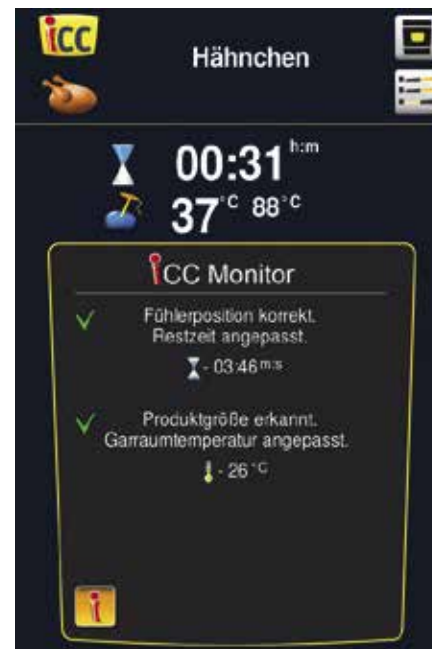 icc
Hähnchen
00:31 h:m
37 °C 88 °C
iCC Monitor
Fühlerposition korrekt.
Restzeit angepasst.
- 03:46 m:s
Produktgröße erkannt.
Garraumtemperatur angepasst.
- 26 °C
i